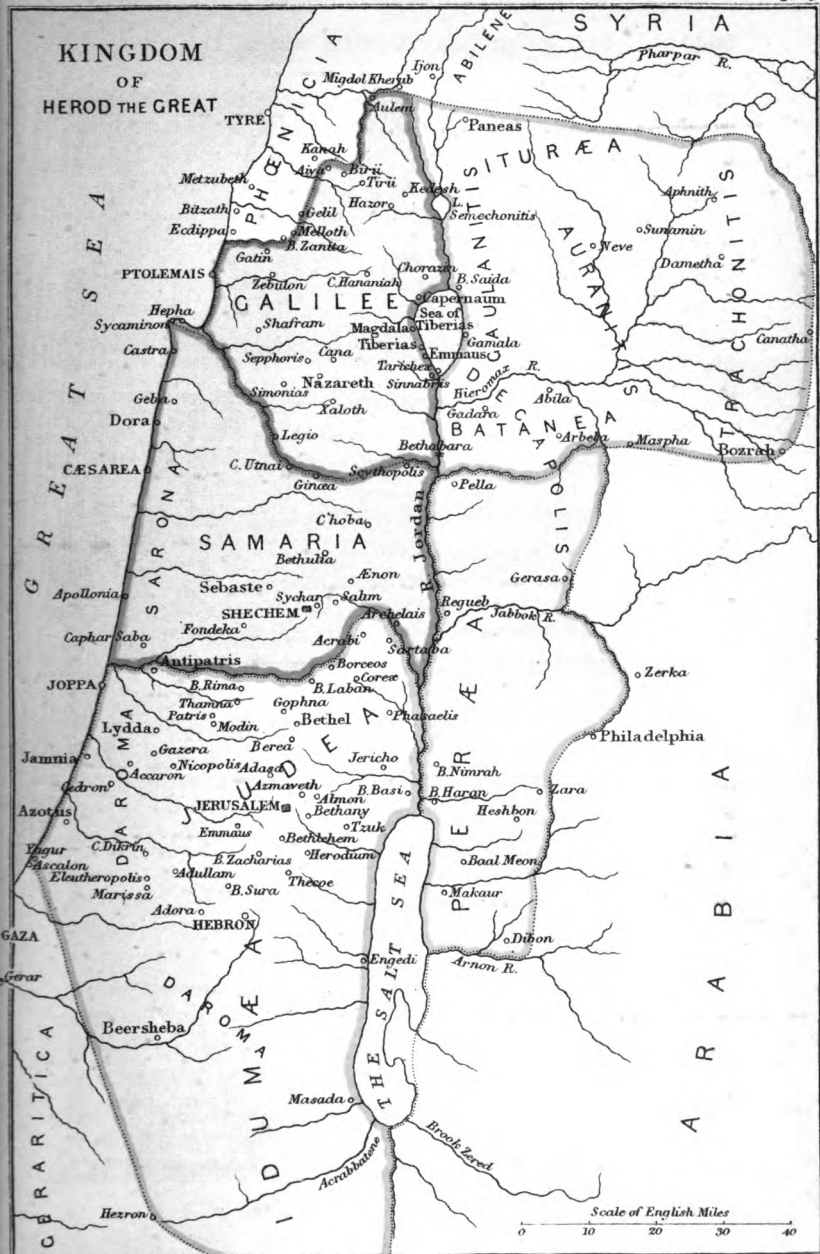 KINGDOM
OF
HEROD THE GREAT
SYRIA
ABILENE
Pharpar R.
Ijon
Migdol Kherub
Aulem
PHŒNICIA
TYRE
Paneas
ITURÆA
Kanah
Aiya
Birii
Tirii
Metzubeth
Kedesh
Aphnith
Hazor
L.
Semechonitis
Bitzath
Gelil
Ecdippa
Melloth
B. Zanita
Sunamin
Neve
Gatin
AURANITIS
Dametha
TRACHONITIS
GAULANITIS
PTOLEMAIS
Zebulon
C. Hananiah
Chorazin
B. Saida
GALILEE
Capernaum
Hepha
Sycaminon
Shafram
Sea of
Tiberias
Magdala
Canatha
Castra
Tiberias
Gamala
Emmaus
Sepphoris
Cana
Tarichex
Sinnabris
Hieromax R.
Nazareth
Simonias
Geba
Xaloth
Gadara
Abila
DECAPOLIS
Dora
Legio
BATANEA
Arbela
Maspha
Bozrah
Bethabara
CÆSAREA
C. Utnai
Scythopolis
Ginæa
Pella
GREAT SEA
SARONA
Choba
R. Jordan
SAMARIA
Bethulia
Ænon
Gerasa
Sebaste
Apollonia
Sychar
Salim
SHECHEM
Archelais
Regueb
Jabbok R.
Fondeka
Caphar Saba
Acrabi
Sartaba
Antipatris
Borceos
Zerka
JOPPA
B. Rima
B. Laban
Coreæ
Thamna
Gophna
Patris
Phasaelis
Lydda
Modin
Bethel
PERÆA
Philadelphia
DAROMA
Berea
JUDEA
Gazera
Jamnia
Nicopolis
Adasa
Jericho
B. Nimrah
Accaron
Cedron
Azmaveth
B. Basi
B. Haran
Zara
JERUSALEM
Almon
Azotus
Bethany
Heshbon
Emmaus
Tzuk
Bethlehem
C. Dikrin
Yhgur
Ascalon
B. Zacharias
Herodium
Baal Meon
Eleutheropolis
Adullam
Thecoe
Marissa
B. Sura
Makaur
Adora
HEBRON
GAZA
Dibon
Engedi
Arnon R.
Gerar
DAROMA
THE SALT SEA
ARABIA
Beersheba
GERARITICA
IDUMÆA
Masada
Brook Zered
Acrabbatene
Hezron
Scale of English Miles
0 10 20 30 40